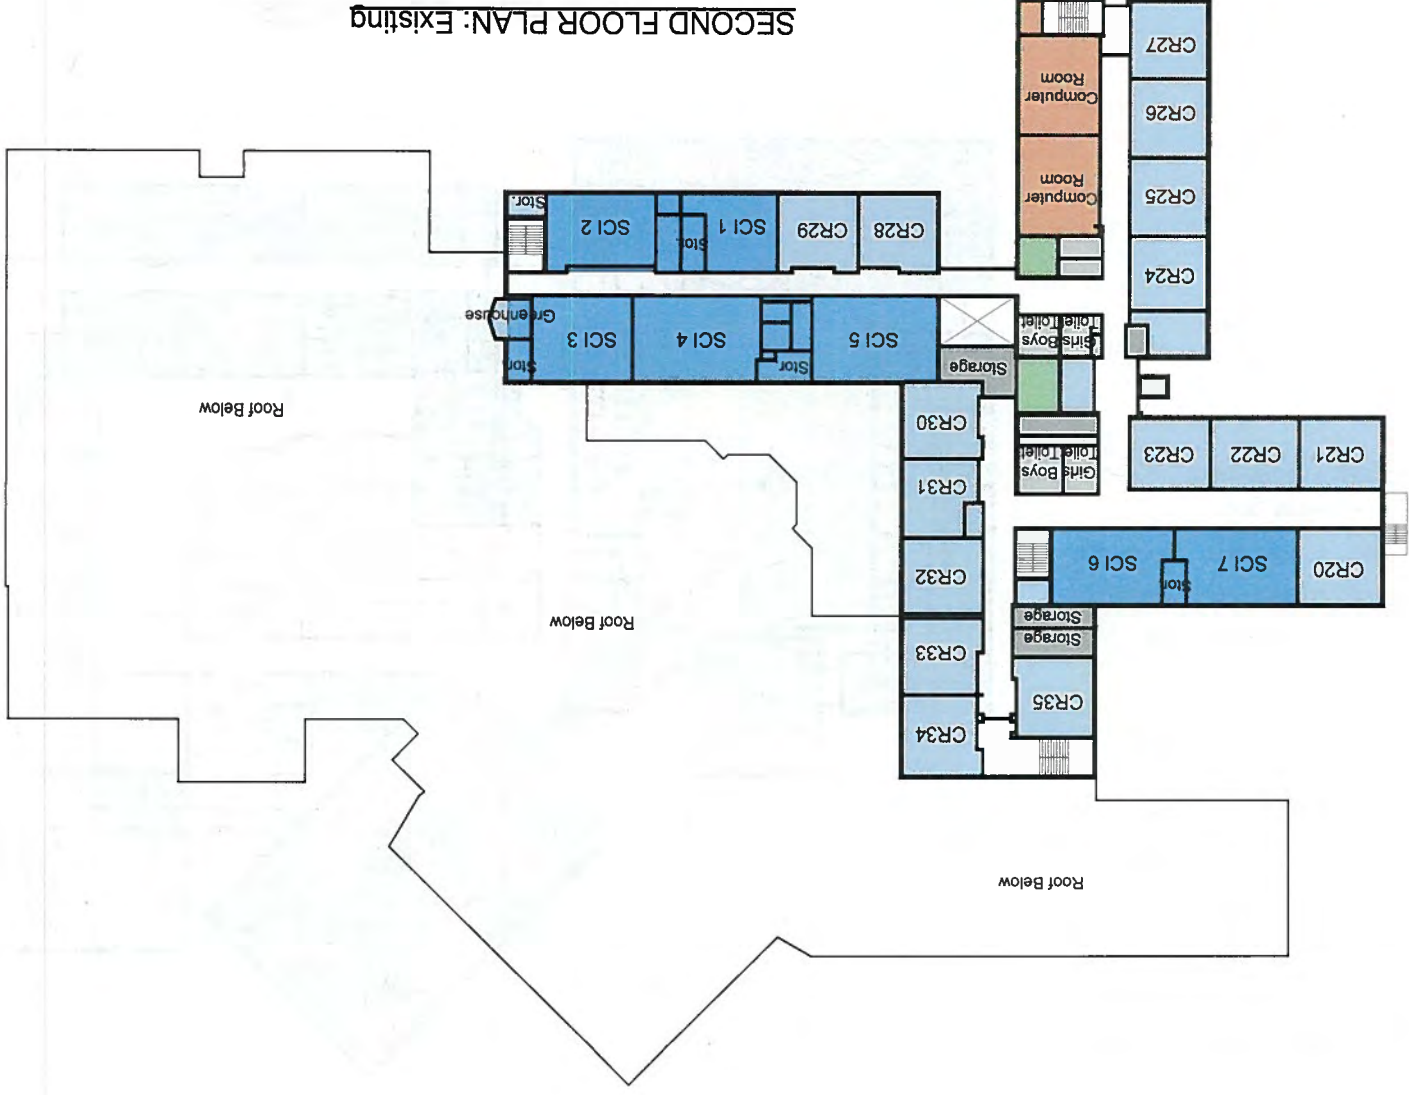 Roof Below
CR34
CR35
CR33
Storage
Storage
Roof Below
CR20
SCI 7
Stor.
SCI 6
CR32
CR31
Girls Boys
Toilet Toilet
CR21
CR22
CR23
CR30
Roof Below
Storage
Stor.
Stor.
SCI 5
SCI 4
SCI 3
Girls Boys
Toilet Toilet
Greenhouse
CR24
CR28
CR29
SCI 1
Stor.
SCI 2
Stor.
CR25
Computer
Room
CR26
Computer
Room
CR27
SECOND FLOOR PLAN: Existing